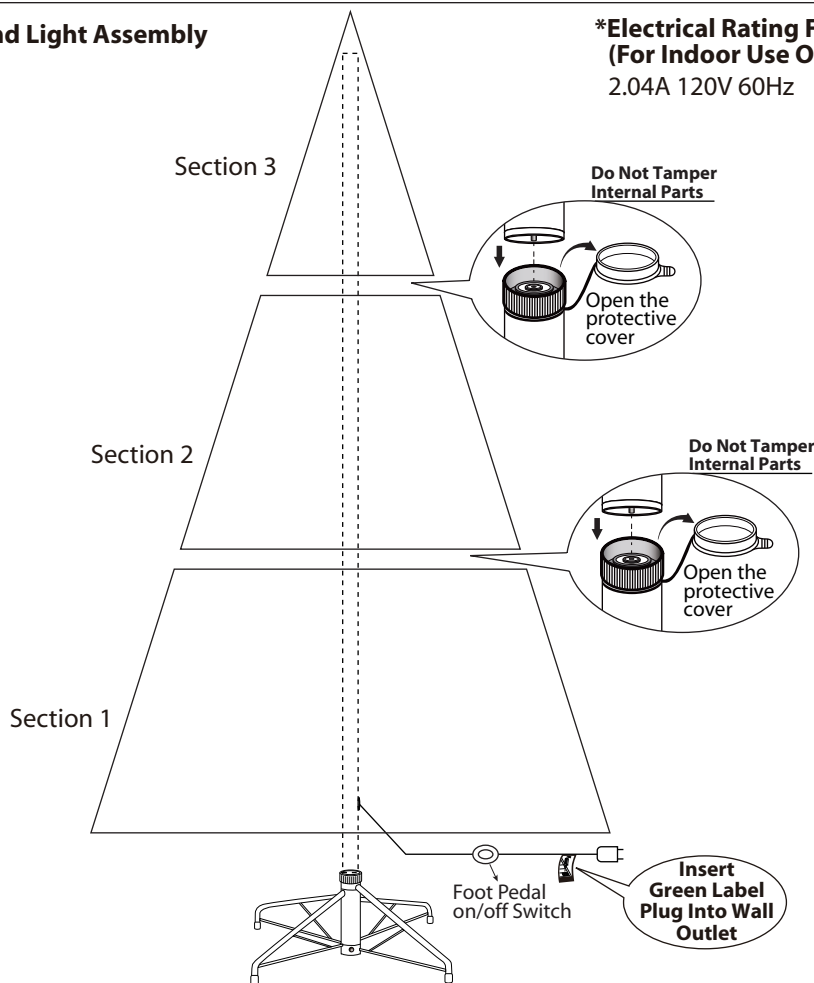 nd Light Assembly
*Electrical Rating F
(For Indoor Use O
2.04A 120V 60Hz
Section 3
Do Not Tamper
Internal Parts
Open the
protective
cover
Section 2
Do Not Tamper
Internal Parts
Open the
protective
cover
Section 1
Foot Pedal
on/off Switch
Insert
Green Label
Plug Into Wall
Outlet